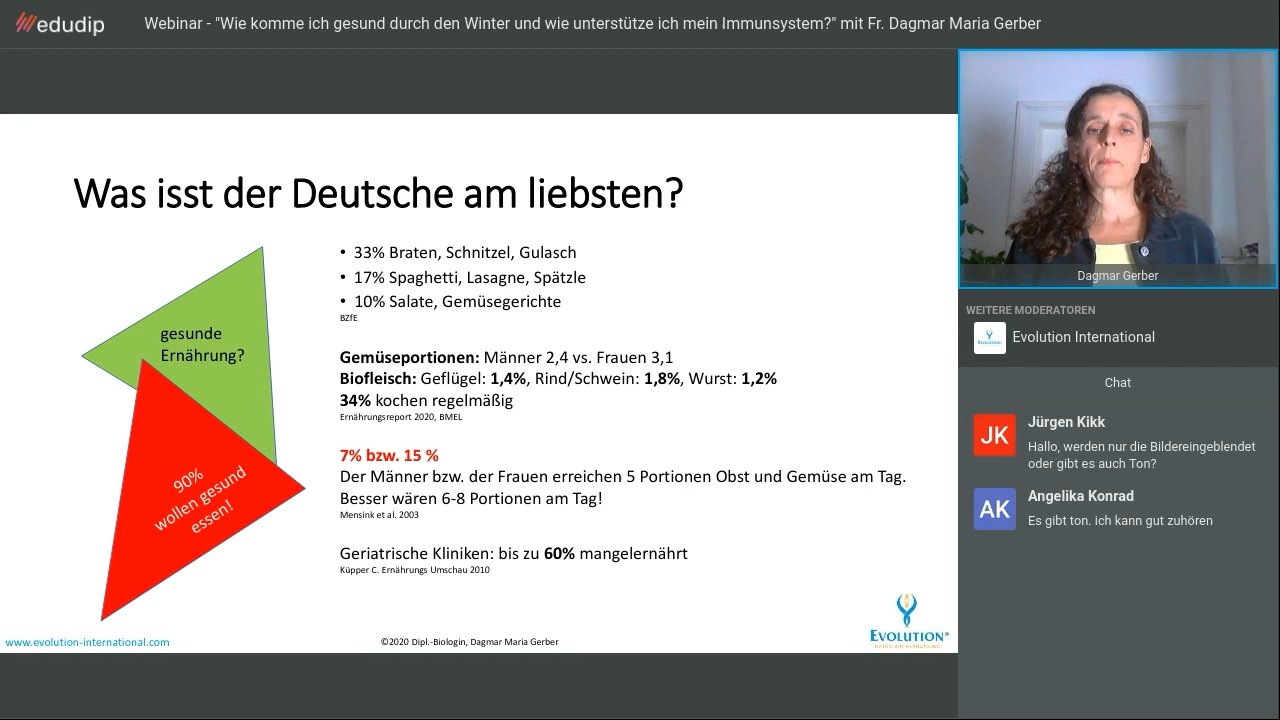 edudip
Webinar - "Wie komme ich gesund durch den Winter und wie unterstütze ich mein Immunsystem?" mit Fr. Dagmar Maria Gerber
Was isst der Deutsche am liebsten?
gesunde
Ernährung?
90%
wollen gesund
essen!
• 33% Braten, Schnitzel, Gulasch
• 17% Spaghetti, Lasagne, Spätzle
• 10% Salate, Gemüsegerichte
BZfE
Gemüseportionen: Männer 2,4 vs. Frauen 3,1
Biofleisch: Geflügel: 1,4%, Rind/Schwein: 1,8%, Wurst: 1,2%
34% kochen regelmäßig
Ernährungsreport 2020, BMEL
7% bzw. 15 %
Der Männer bzw. der Frauen erreichen 5 Portionen Obst und Gemüse am Tag.
Besser wären 6-8 Portionen am Tag!
Mensink et al. 2003
Geriatrische Kliniken: bis zu 60% mangelernährt
Küpper C. Ernährungs Umschau 2010
www.evolution-international.com
©2020 Dipl.-Biologin, Dagmar Maria Gerber
EVOLUTION®
Dagmar Gerber
WEITERE MODERATOREN
Evolution International
Chat
JK
Jürgen Kikk
Hallo, werden nur die Bildereingeblendet
oder gibt es auch Ton?
AK
Angelika Konrad
Es gibt ton. ich kann gut zuhören